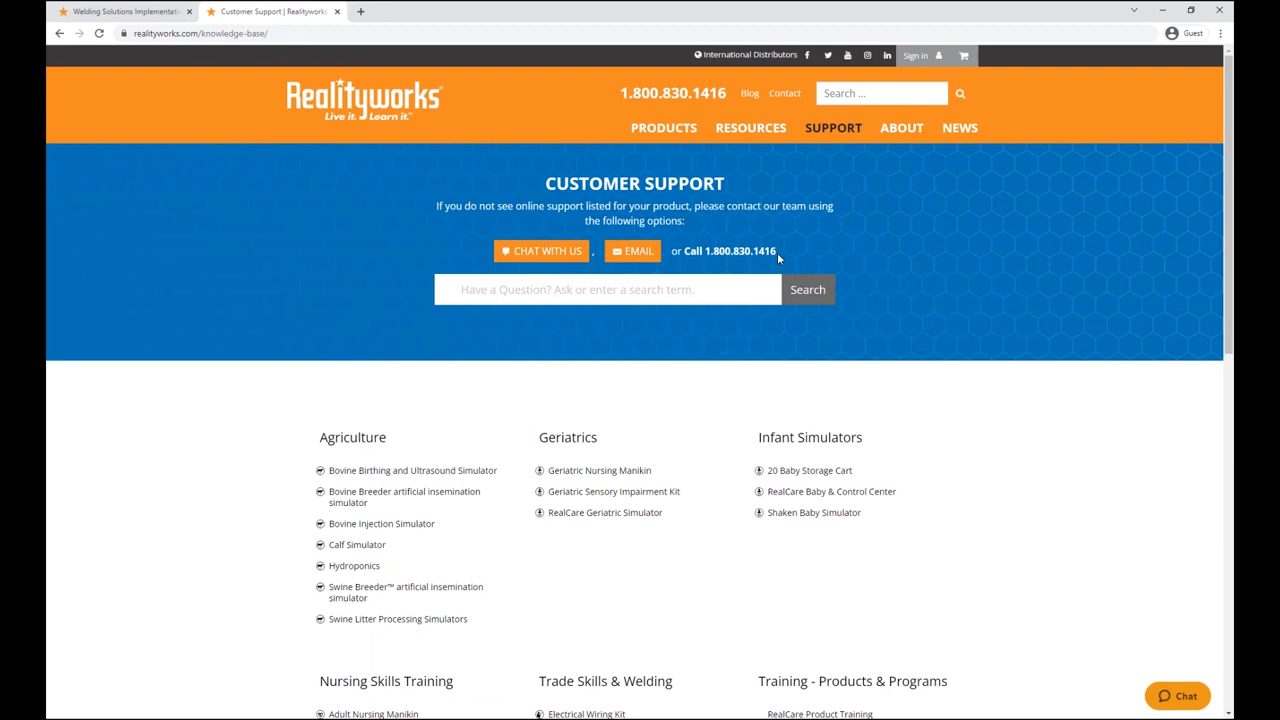 Welding Solutions Implementati
Customer Support | Realitywork
realityworks.com/knowledge-base/
Guest
International Distributors
Sign in
Realityworks®
Live it. Learn it.™
1.800.830.1416
Blog
Contact
Search ...
PRODUCTS
RESOURCES
SUPPORT
ABOUT
NEWS
CUSTOMER SUPPORT
If you do not see online support listed for your product, please contact our team using
the following options:
CHAT WITH US , EMAIL or Call 1.800.830.1416
Have a Question? Ask or enter a search term.
Search
Agriculture
Bovine Birthing and Ultrasound Simulator
Bovine Breeder artificial insemination
simulator
Bovine Injection Simulator
Calf Simulator
Hydroponics
Swine Breeder™ artificial insemination
simulator
Swine Litter Processing Simulators
Geriatrics
Geriatric Nursing Manikin
Geriatric Sensory Impairment Kit
RealCare Geriatric Simulator
Infant Simulators
20 Baby Storage Cart
RealCare Baby & Control Center
Shaken Baby Simulator
Nursing Skills Training
Adult Nursing Manikin
Trade Skills & Welding
Electrical Wiring Kit
Training - Products & Programs
RealCare Product Training
Chat